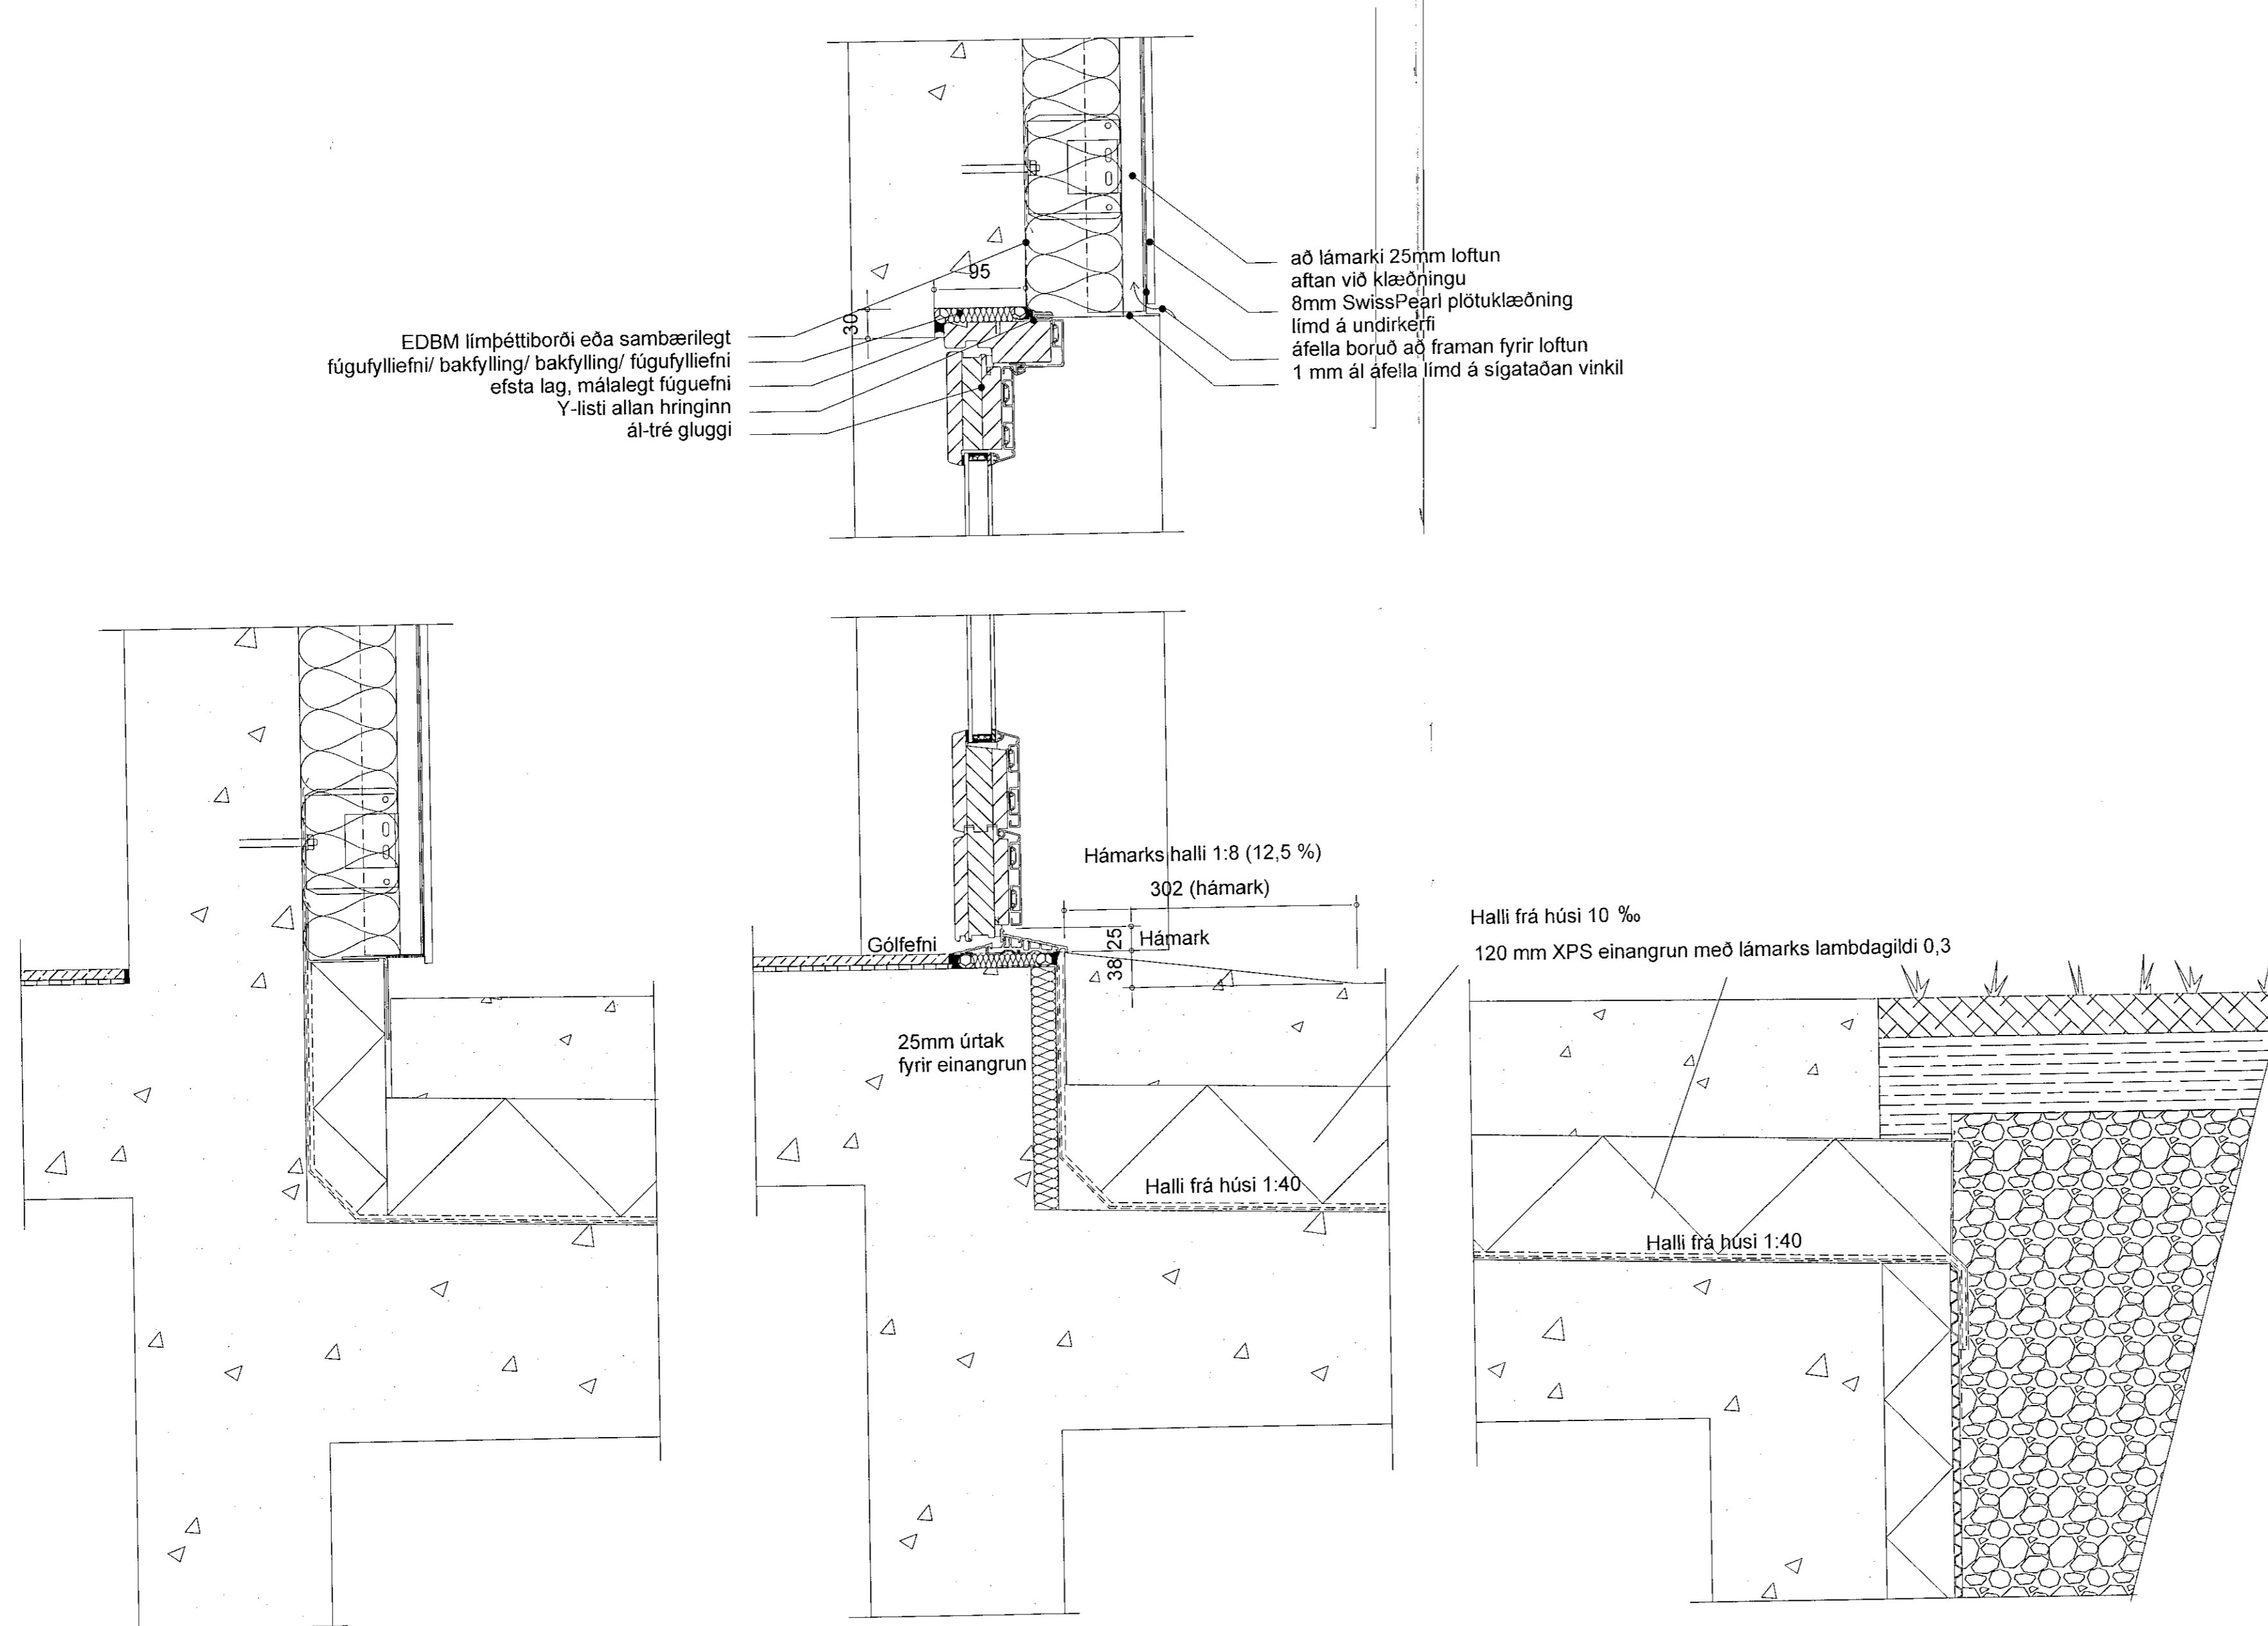 95
30
EDBM límþéttiborði eða sambærilegt
fúgufylliefni/ bakfylling/ bakfylling/ fúgufylliefni
efsta lag, málalegt fúguefni
Y-listi allan hringinn
ál-tré gluggi
að lámarki 25mm loftun
aftan við klæðningu
8mm SwissPearl plötuklæðning
límd á undirkerfi
áfella boruð að framan fyrir loftun
1 mm ál áfella límd á sígataðan vinkil
Hámarks halli 1:8 (12,5 %)
302 (hámark)
Gólfefni
25
Hámark
38
25mm úrtak
fyrir einangrun
Halli frá húsi 1:40
Halli frá húsi 10 ‰
120 mm XPS einangrun með lámarks lambdagildi 0,3
Halli frá húsi 1:40